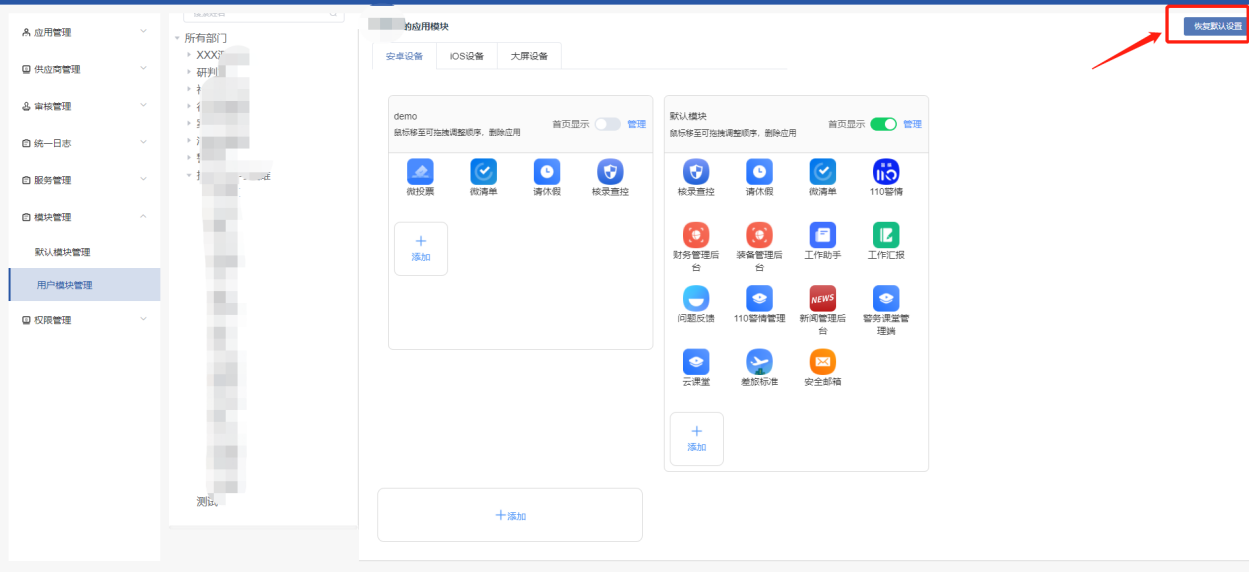 搜索姓名
应用管理
供应商管理
审核管理
统一日志
服务管理
模块管理
默认模块管理
用户模块管理
权限管理
所有部门
XXX
研判
测试
的应用模块
恢复默认设置
安卓设备
iOS设备
大屏设备
demo
鼠标移至可拖拽调整顺序，删除应用
首页显示
管理
微投票
微清单
请休假
核录查控
添加
默认模块
鼠标移至可拖拽调整顺序，删除应用
首页显示
管理
核录查控
请休假
微清单
110警情
财务管理后
台
装备管理后
台
工作助手
工作汇报
问题反馈
110警情管理
NEWS
新闻管理后
台
警务课堂管
理端
云课堂
差旅标准
安全邮箱
添加
添加